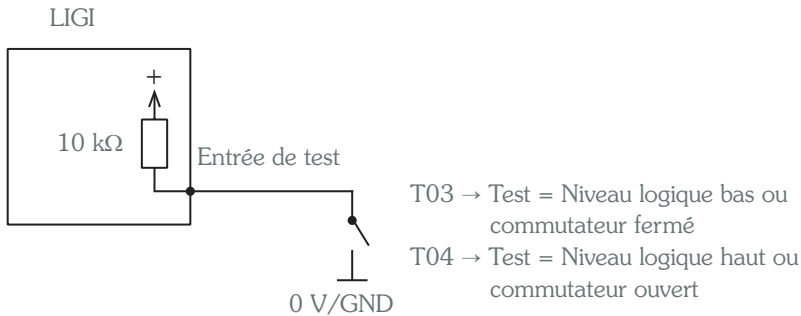 LIGI
+
10 kΩ
Entrée de test
T03 → Test = Niveau logique bas ou
commutateur fermé
T04 → Test = Niveau logique haut ou
commutateur ouvert
0 V/GND